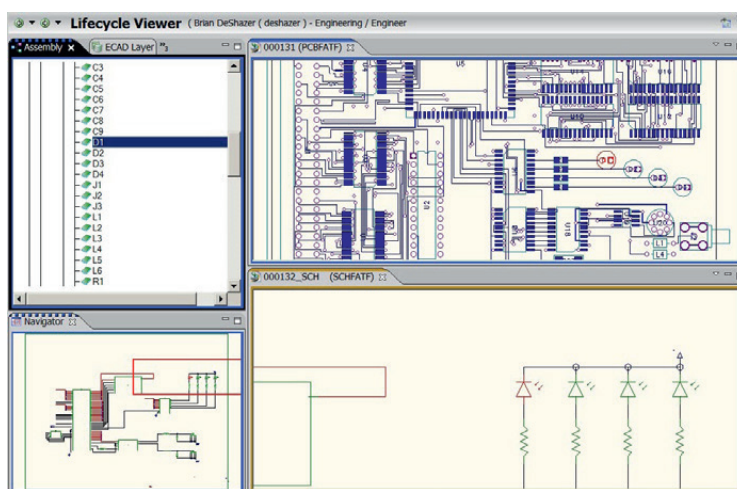 Lifecycle Viewer ( Brian DeShazer ( deshazer ) - Engineering / Engineer
Assembly
ECAD Layer
000131 (PCBFATF)
C3
C4
C5
C6
C7
C8
C9
D1
D2
D3
D4
J1
J2
J3
L1
L2
L3
L4
L5
L6
R1
U2
L1
L4
Navigator
000132_SCH (SCHFATF)